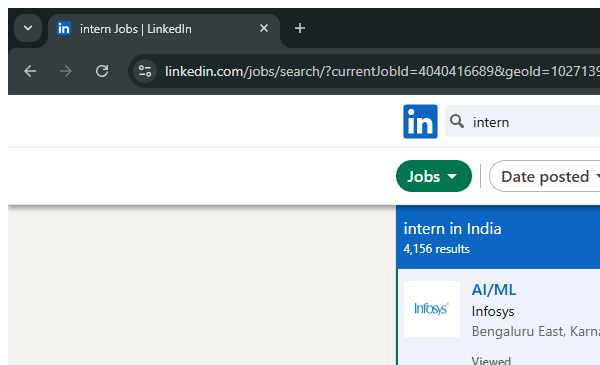 intern Jobs | LinkedIn
linkedin.com/jobs/search/?currentJobId=4040416689&geoId=1027139
in
intern
Jobs
Date posted
intern in India
4,156 results
AI/ML
Infosys
Infosys
Bengaluru East, Karna
Viewed